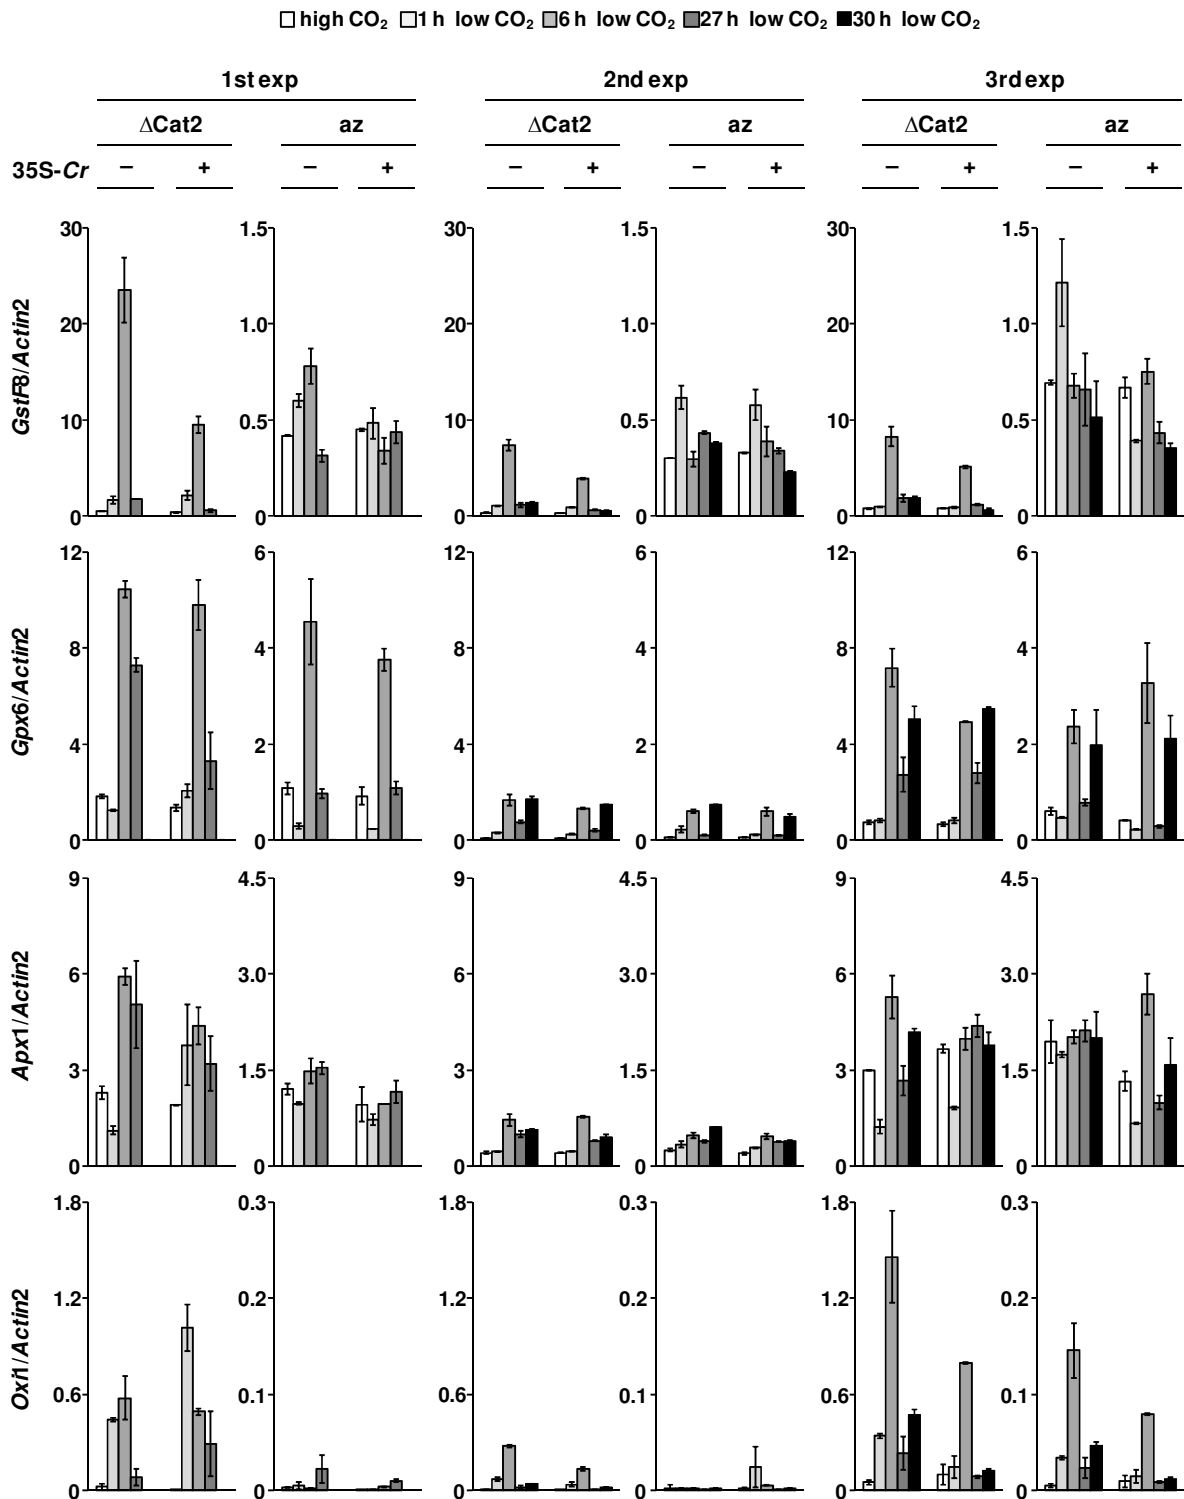 high CO₂ 1 h low CO₂ 6 h low CO₂ 27 h low CO₂ 30 h low CO₂
1st exp 2nd exp 3rd exp
ΔCat2 az ΔCat2 az ΔCat2 az
35S-Cr – + – + – + – + – + – +
GstF8/Actin2
30 1.5 30 1.5 30 1.5
20 1.0 20 1.0 20 1.0
10 0.5 10 0.5 10 0.5
0 0 0 0 0 0
Gpx6/Actin2
12 6 12 6 12 6
8 4 8 4 8 4
4 2 4 2 4 2
0 0 0 0 0 0
Apx1/Actin2
9 4.5 9 4.5 9 4.5
6 3.0 6 3.0 6 3.0
3 1.5 3 1.5 3 1.5
0 0 0 0 0 0
Oxi1/Actin2
1.8 0.3 1.8 0.3 1.8 0.3
1.2 0.2 1.2 0.2 1.2 0.2
0.6 0.1 0.6 0.1 0.6 0.1
0 0 0 0 0 0